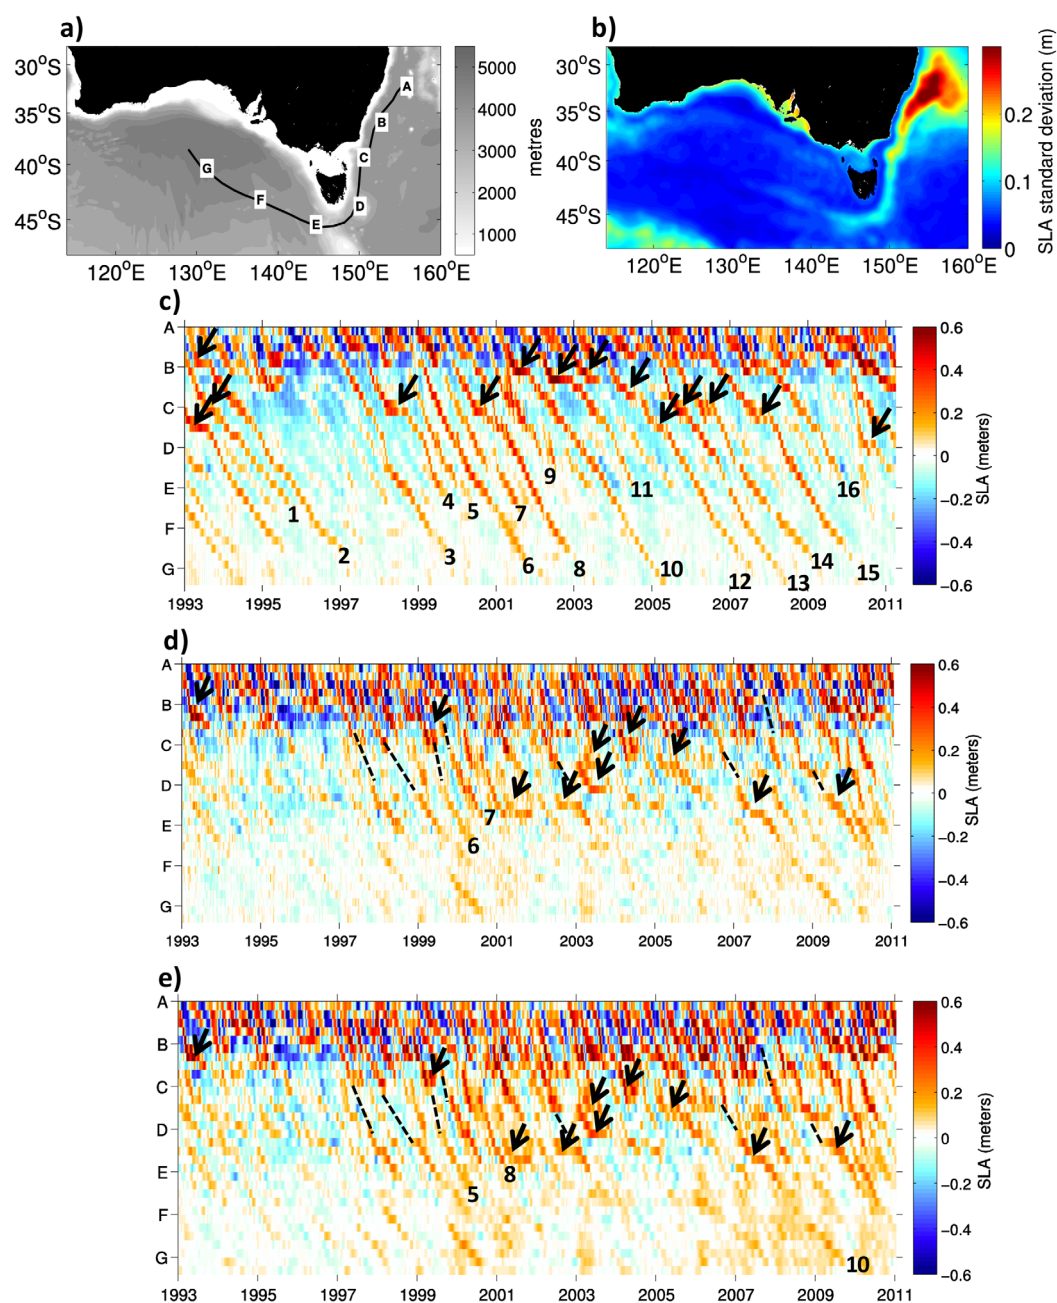 a)
30°S
35°S
40°S
45°S
120°E 130°E 140°E 150°E 160°E
A
B
C
D
E
F
G
5000
4000
3000
2000
1000
metres
b)
30°S
35°S
40°S
45°S
120°E 130°E 140°E 150°E 160°E
0.2
0.1
0
SLA standard deviation (m)
c)
A
B
C
D
E
F
G
1993 1995 1997 1999 2001 2003 2005 2007 2009 2011
1 2 3 4 5 6 7 8 9 10 11 12 13 14 15 16
0.6
0.4
0.2
0
-0.2
-0.4
-0.6
SLA (meters)
d)
A
B
C
D
E
F
G
1993 1995 1997 1999 2001 2003 2005 2007 2009 2011
7
6
0.6
0.4
0.2
0
-0.2
-0.4
-0.6
SLA (meters)
e)
A
B
C
D
E
F
G
1993 1995 1997 1999 2001 2003 2005 2007 2009 2011
8
5
10
0.6
0.4
0.2
0
-0.2
-0.4
-0.6
SLA (meters)